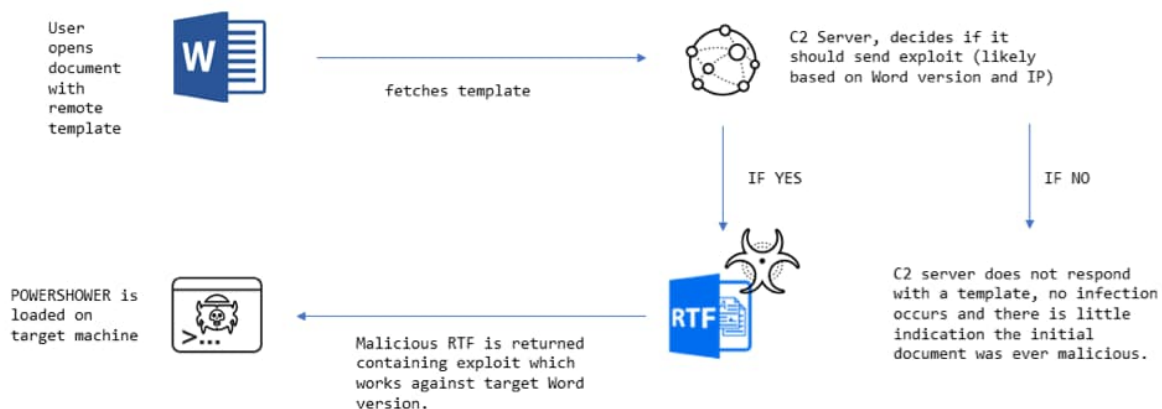 User
opens
document
with
remote
template
W
fetches template
C2 Server, decides if it
should send exploit (likely
based on Word version and IP)
IF YES
IF NO
POWERSHOWER is
loaded on
target machine
>...
Malicious RTF is returned
containing exploit which
works against target Word
version.
RTF
C2 server does not respond
with a template, no infection
occurs and there is little
indication the initial
document was ever malicious.